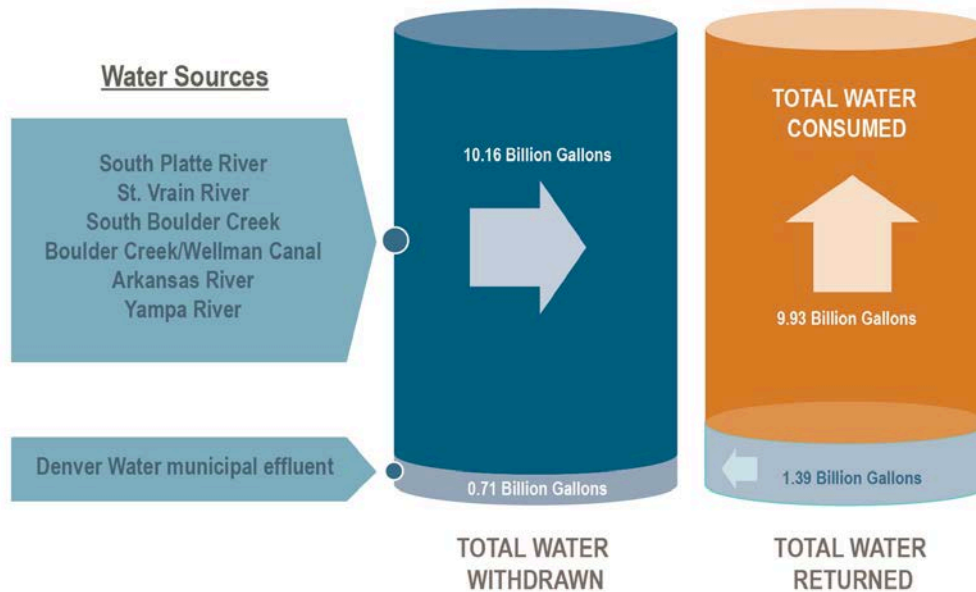 Water Sources
South Platte River
St. Vrain River
South Boulder Creek
Boulder Creek/Wellman Canal
Arkansas River
Yampa River
Denver Water municipal effluent
10.16 Billion Gallons
0.71 Billion Gallons
TOTAL WATER
WITHDRAWN
TOTAL WATER
CONSUMED
9.93 Billion Gallons
1.39 Billion Gallons
TOTAL WATER
RETURNED